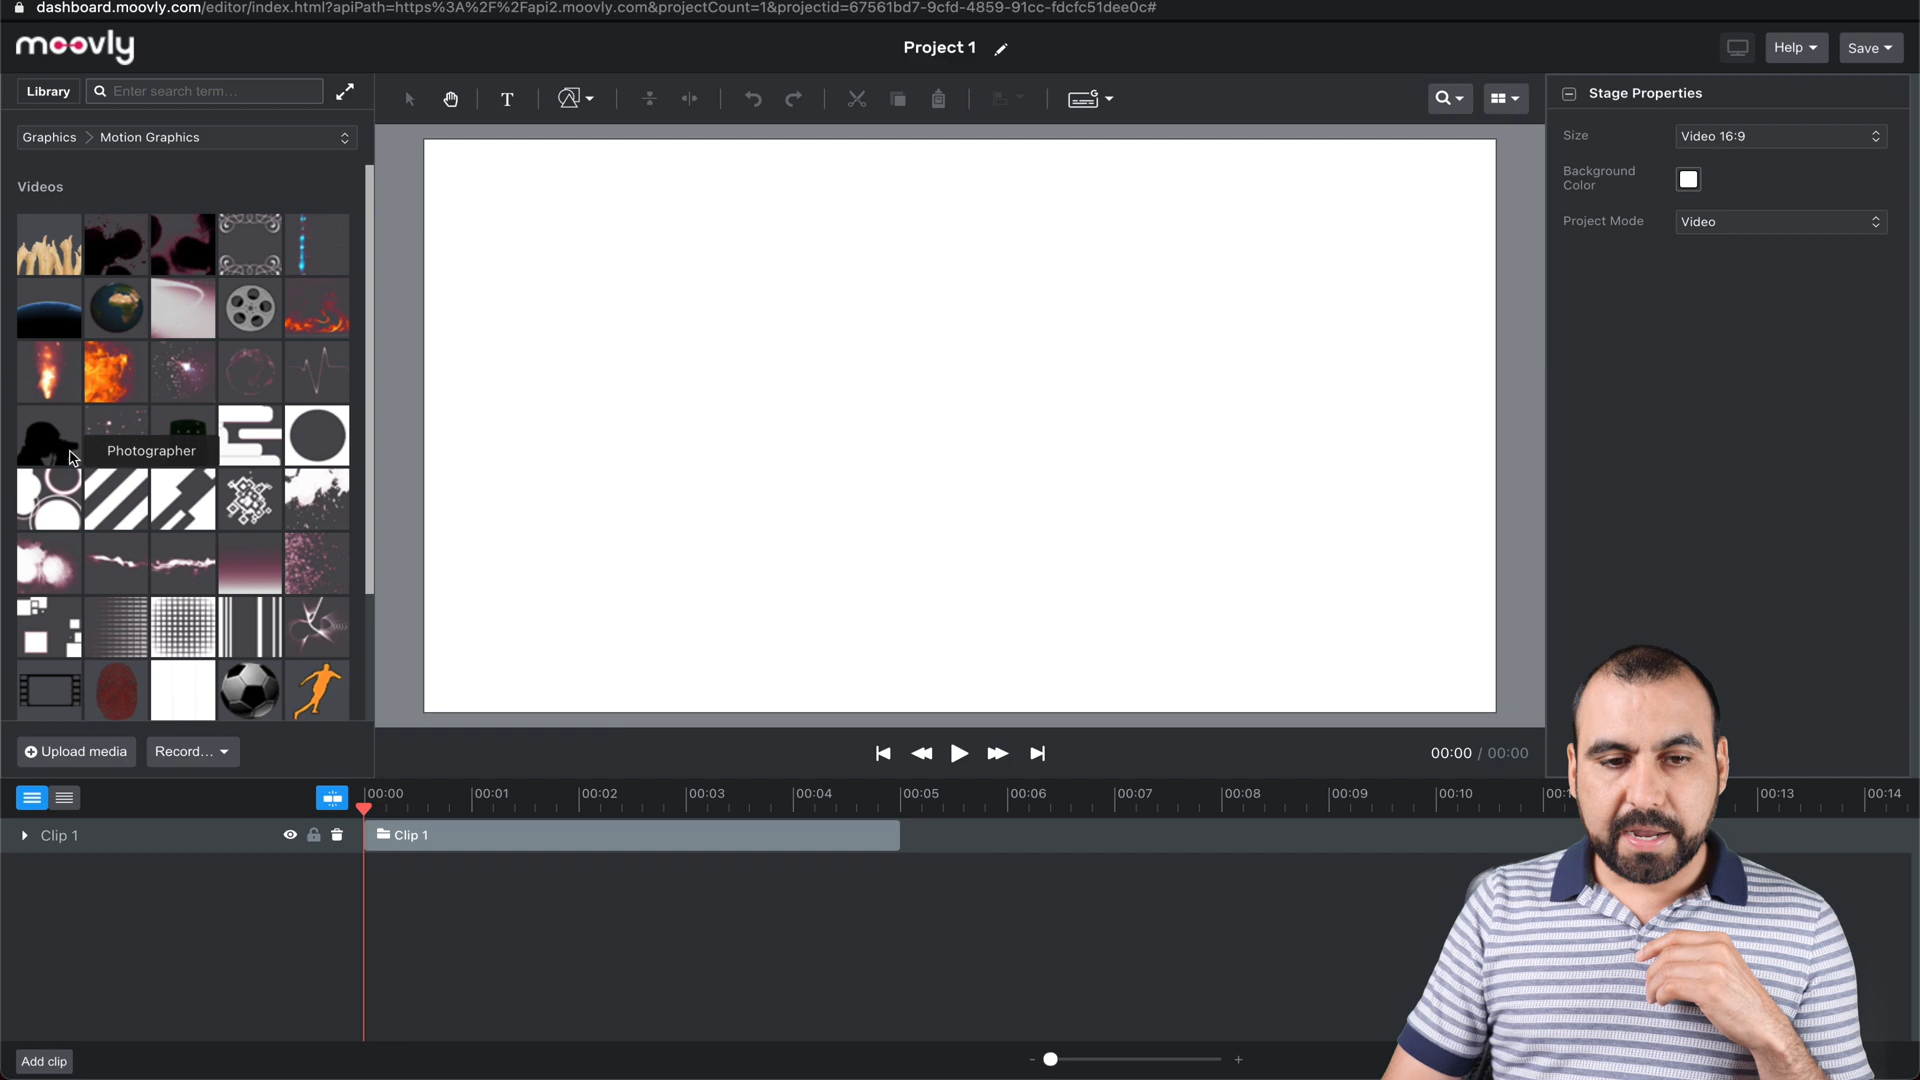 dashboard.moovly.com/editor/index.html?apiPath=https%3A%2F%2Fapi2.moovly.com&projectCount=1&projectid=67561bd7-9cfd-4859-91cc-fdcfc51dee0c#
moovly
Project 1
Help
Save
Library
Enter search term...
T
Stage Properties
Graphics > Motion Graphics
Size
Video 16:9
Background
Color
Project Mode
Video
Videos
Photographer
Upload media
Record...
00:00 / 00:00
00:00 00:01 00:02 00:03 00:04 00:05 00:06 00:07 00:08 00:09 00:10 00:13 00:14
Clip 1
Clip 1
Add clip
- +